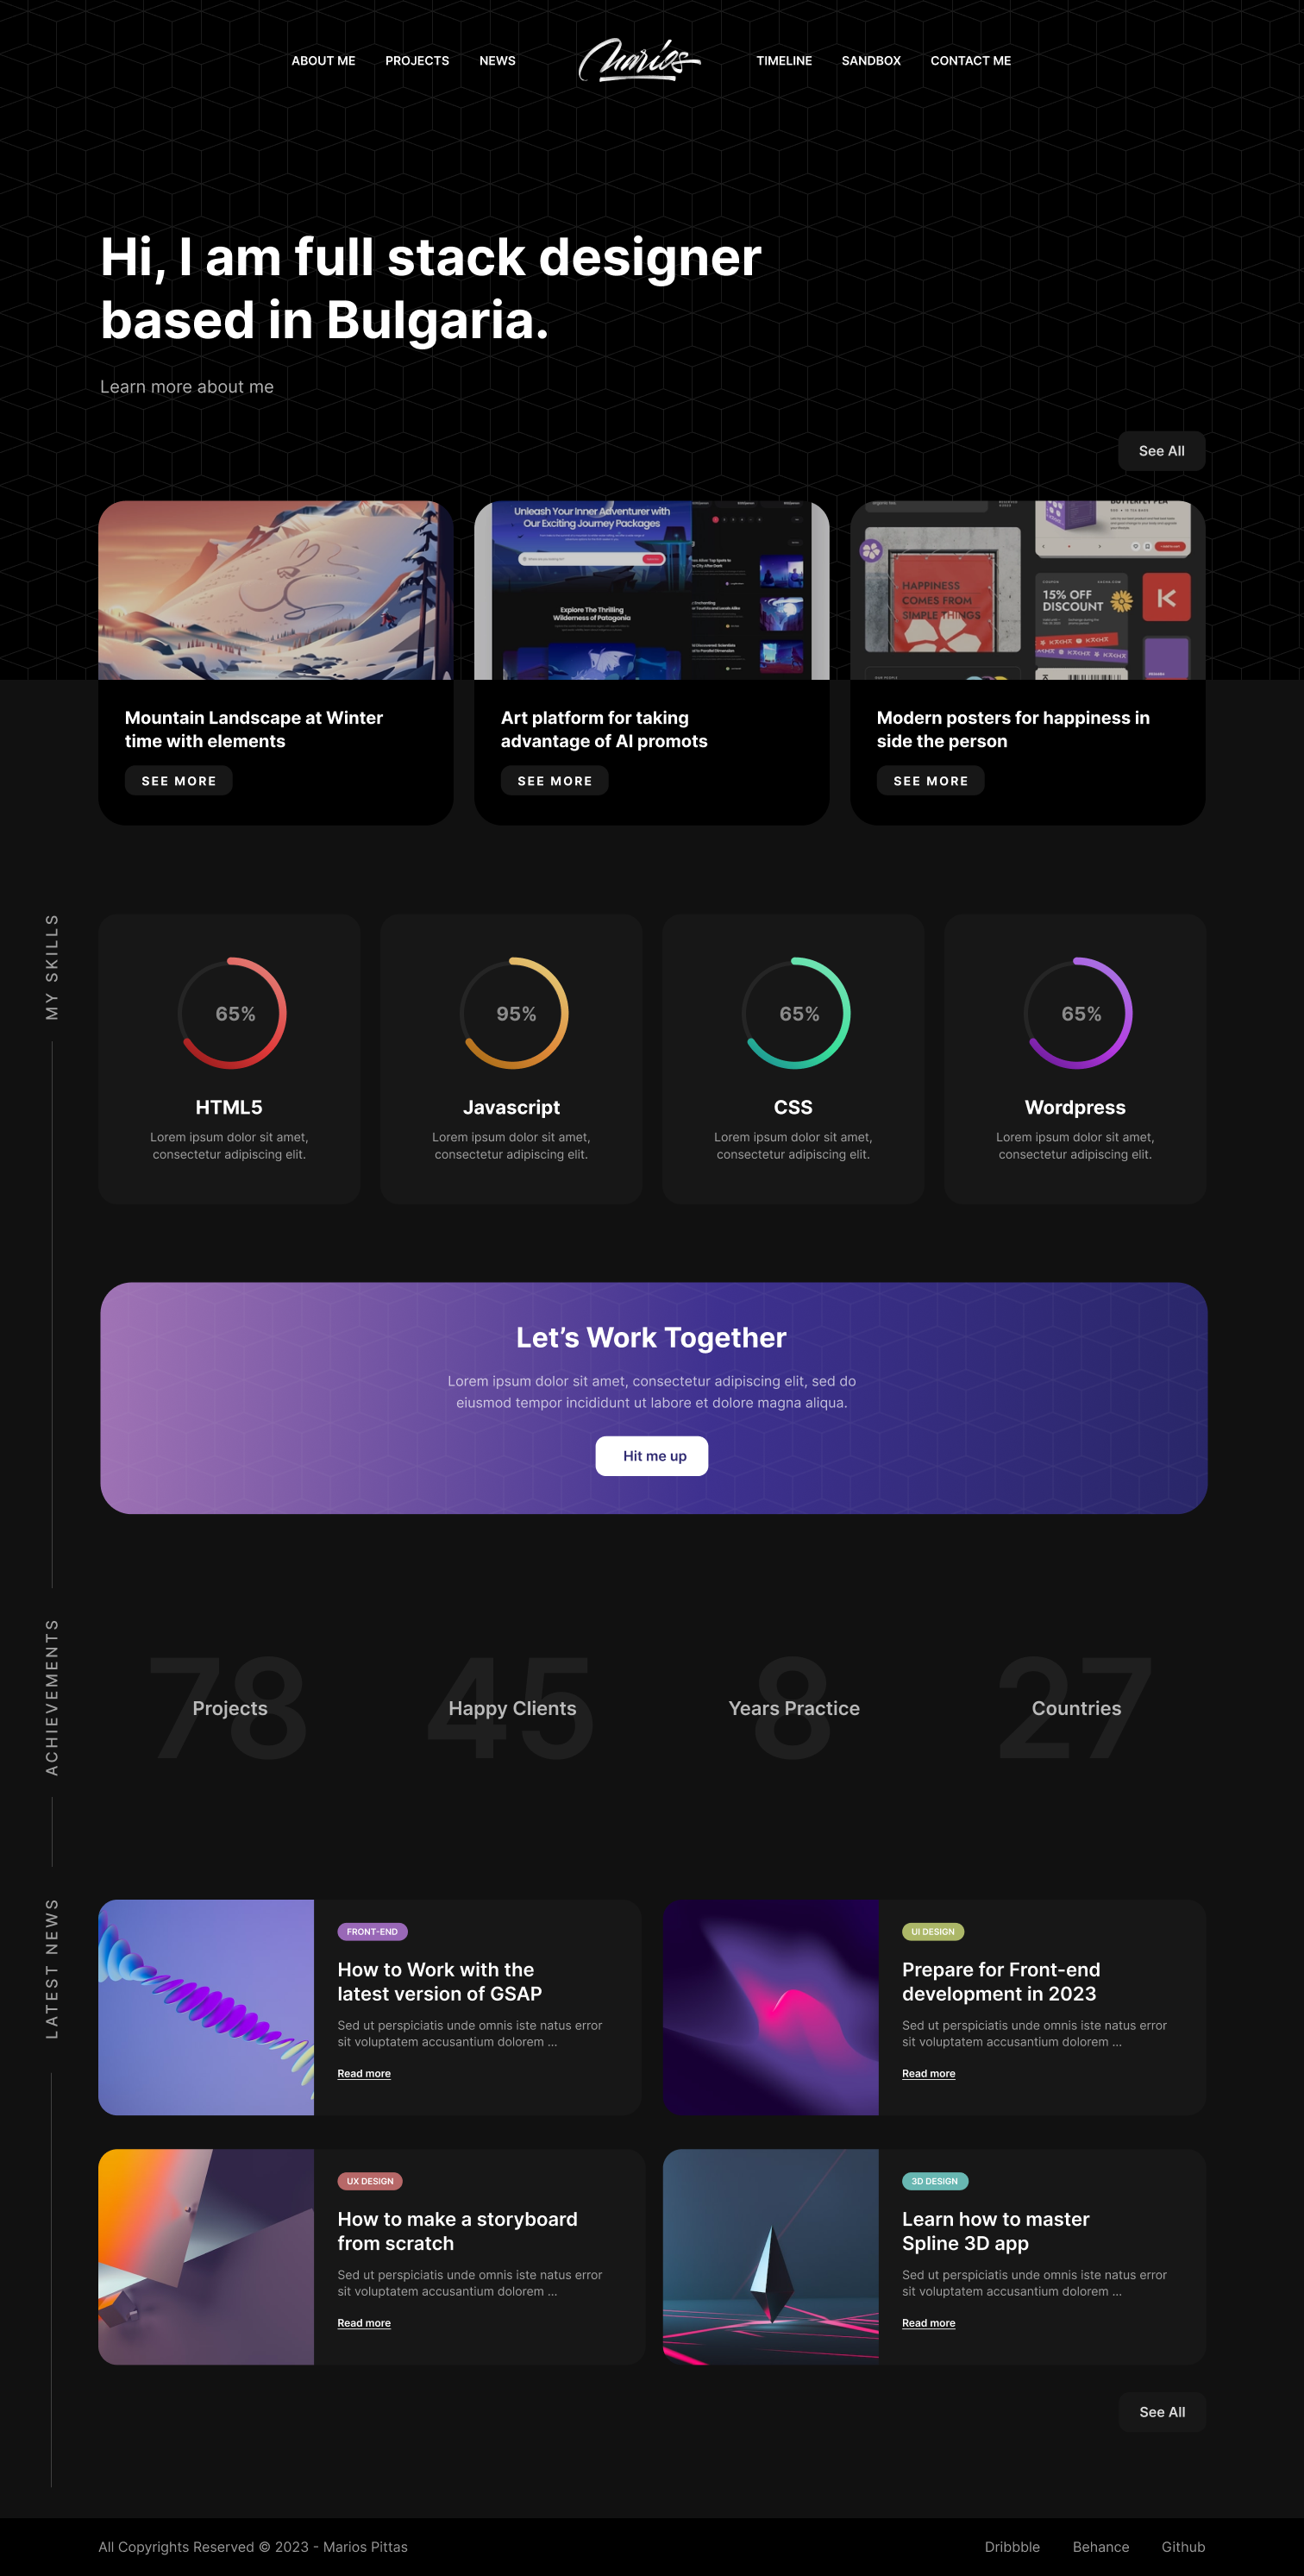 ABOUT ME
PROJECTS
NEWS
Marios
TIMELINE
SANDBOX
CONTACT ME
Hi, I am full stack designer
based in Bulgaria.
Learn more about me
See All
Unleash Your Inner Adventurer with
Our Exciting Journey Packages
Explore The Thrilling
Wilderness of Patagonia
HAPPINESS
COMES FROM
SIMPLE THINGS
BUTTERFLY PEA
15% OFF
DISCOUNT
Mountain Landscape at Winter
time with elements
SEE MORE
Art platform for taking
advantage of AI promots
SEE MORE
Modern posters for happiness in
side the person
SEE MORE
MY SKILLS
65%
HTML5
Lorem ipsum dolor sit amet,
consectetur adipiscing elit.
95%
Javascript
Lorem ipsum dolor sit amet,
consectetur adipiscing elit.
65%
CSS
Lorem ipsum dolor sit amet,
consectetur adipiscing elit.
65%
Wordpress
Lorem ipsum dolor sit amet,
consectetur adipiscing elit.
Let’s Work Together
Lorem ipsum dolor sit amet, consectetur adipiscing elit, sed do
eiusmod tempor incididunt ut labore et dolore magna aliqua.
Hit me up
ACHIEVEMENTS
78
Projects
45
Happy Clients
8
Years Practice
27
Countries
LATEST NEWS
FRONT-END
How to Work with the
latest version of GSAP
Sed ut perspiciatis unde omnis iste natus error
sit voluptatem accusantium dolorem ...
Read more
UI DESIGN
Prepare for Front-end
development in 2023
Sed ut perspiciatis unde omnis iste natus error
sit voluptatem accusantium dolorem ...
Read more
UX DESIGN
How to make a storyboard
from scratch
Sed ut perspiciatis unde omnis iste natus error
sit voluptatem accusantium dolorem ...
Read more
3D DESIGN
Learn how to master
Spline 3D app
Sed ut perspiciatis unde omnis iste natus error
sit voluptatem accusantium dolorem ...
Read more
See All
All Copyrights Reserved © 2023 - Marios Pittas
Dribbble
Behance
Github